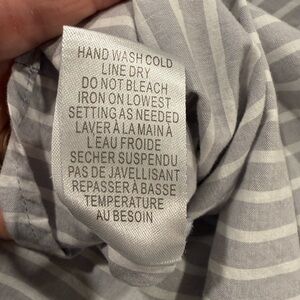 HAND WASH COLD
LINE DRY
DO NOT BLEACH
IRON ON LOWEST
SETTING AS NEEDED
LAVER À LA MAIN À
L'EAU FROIDE
SECHER SUSPENDU
PAS DE JAVELLISANT
REPASSER À BASSE
TEMPERATURE
AU BESOIN